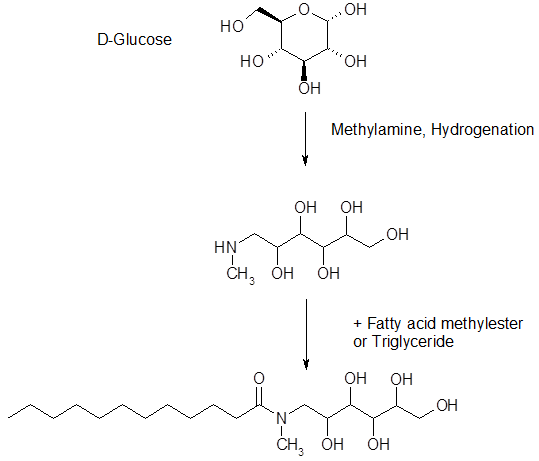 O OH
HO
D-Glucose
HO OH
OH
Methylamine, Hydrogenation
OH OH
OH
HN
CH3 OH OH
+ Fatty acid methylester
or Triglyceride
O OH OH
OH
N
CH3 OH OH